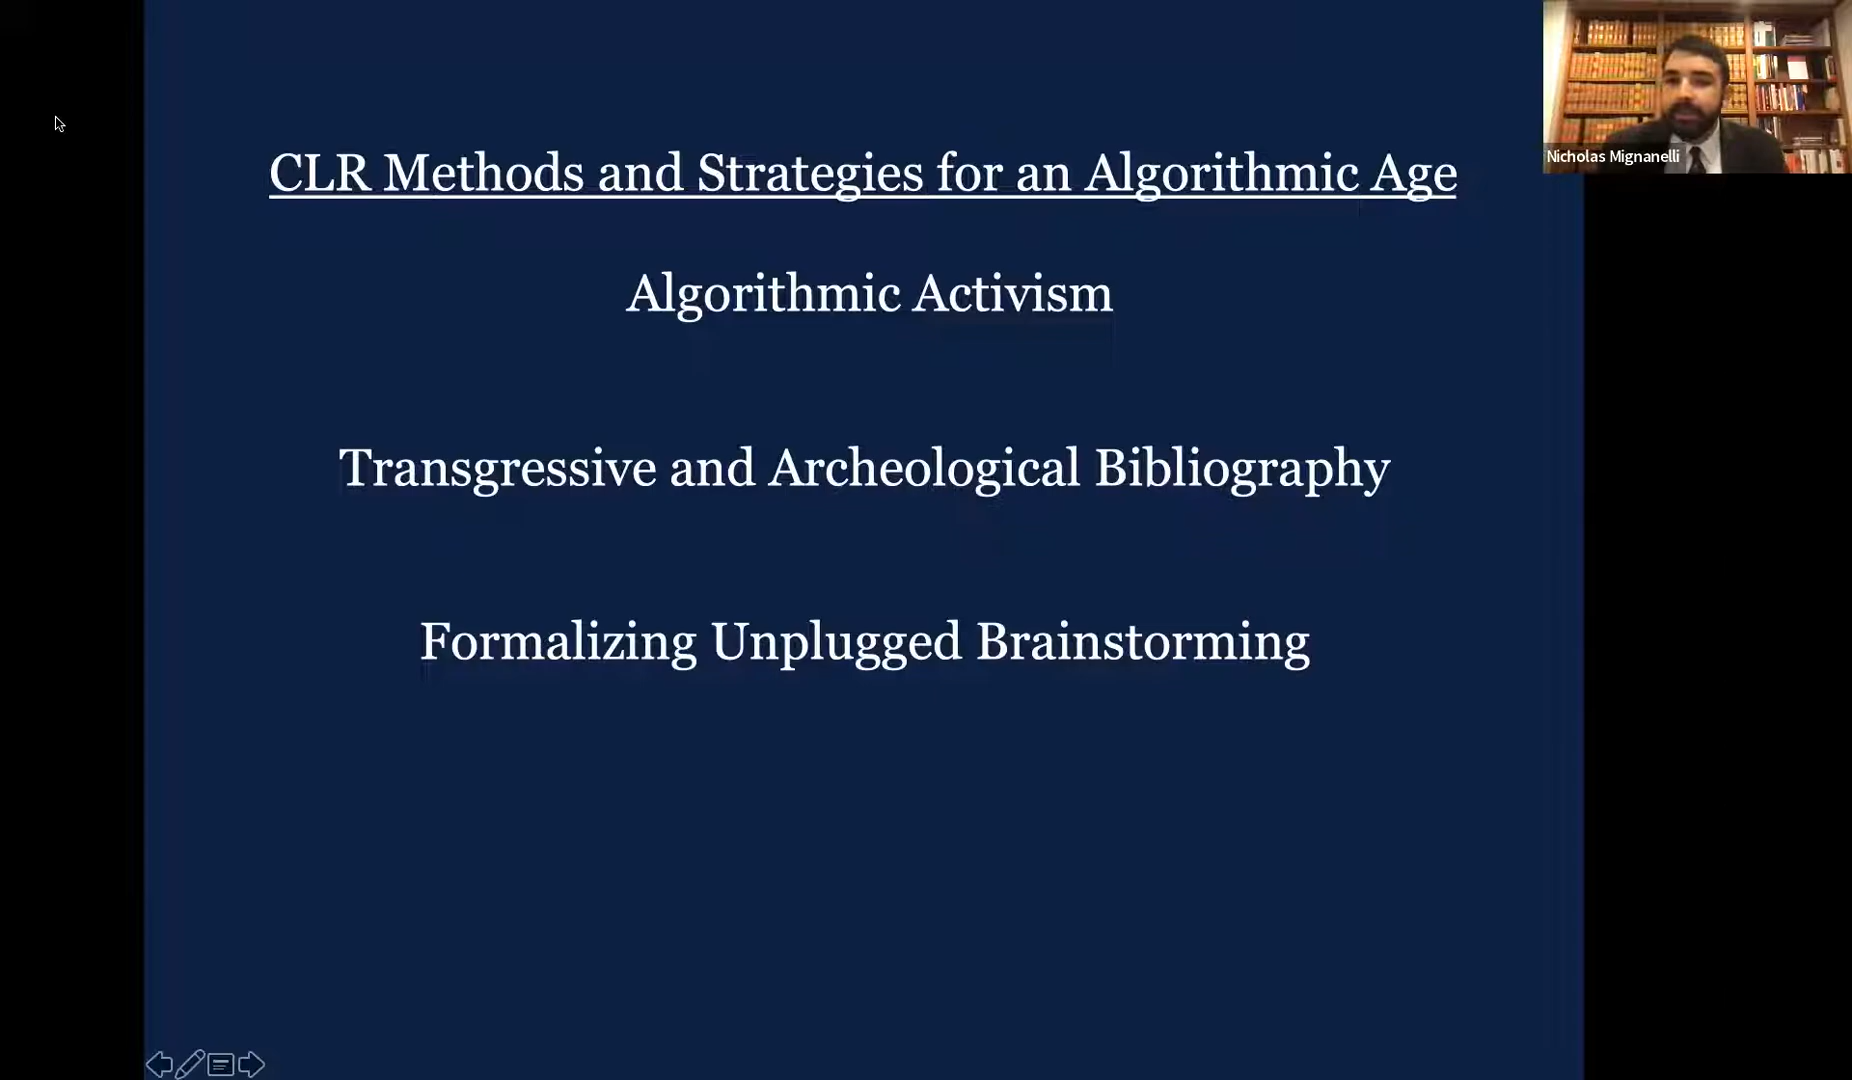 CLR Methods and Strategies for an Algorithmic Age
Algorithmic Activism
Transgressive and Archeological Bibliography
Formalizing Unplugged Brainstorming
Nicholas Mignanelli